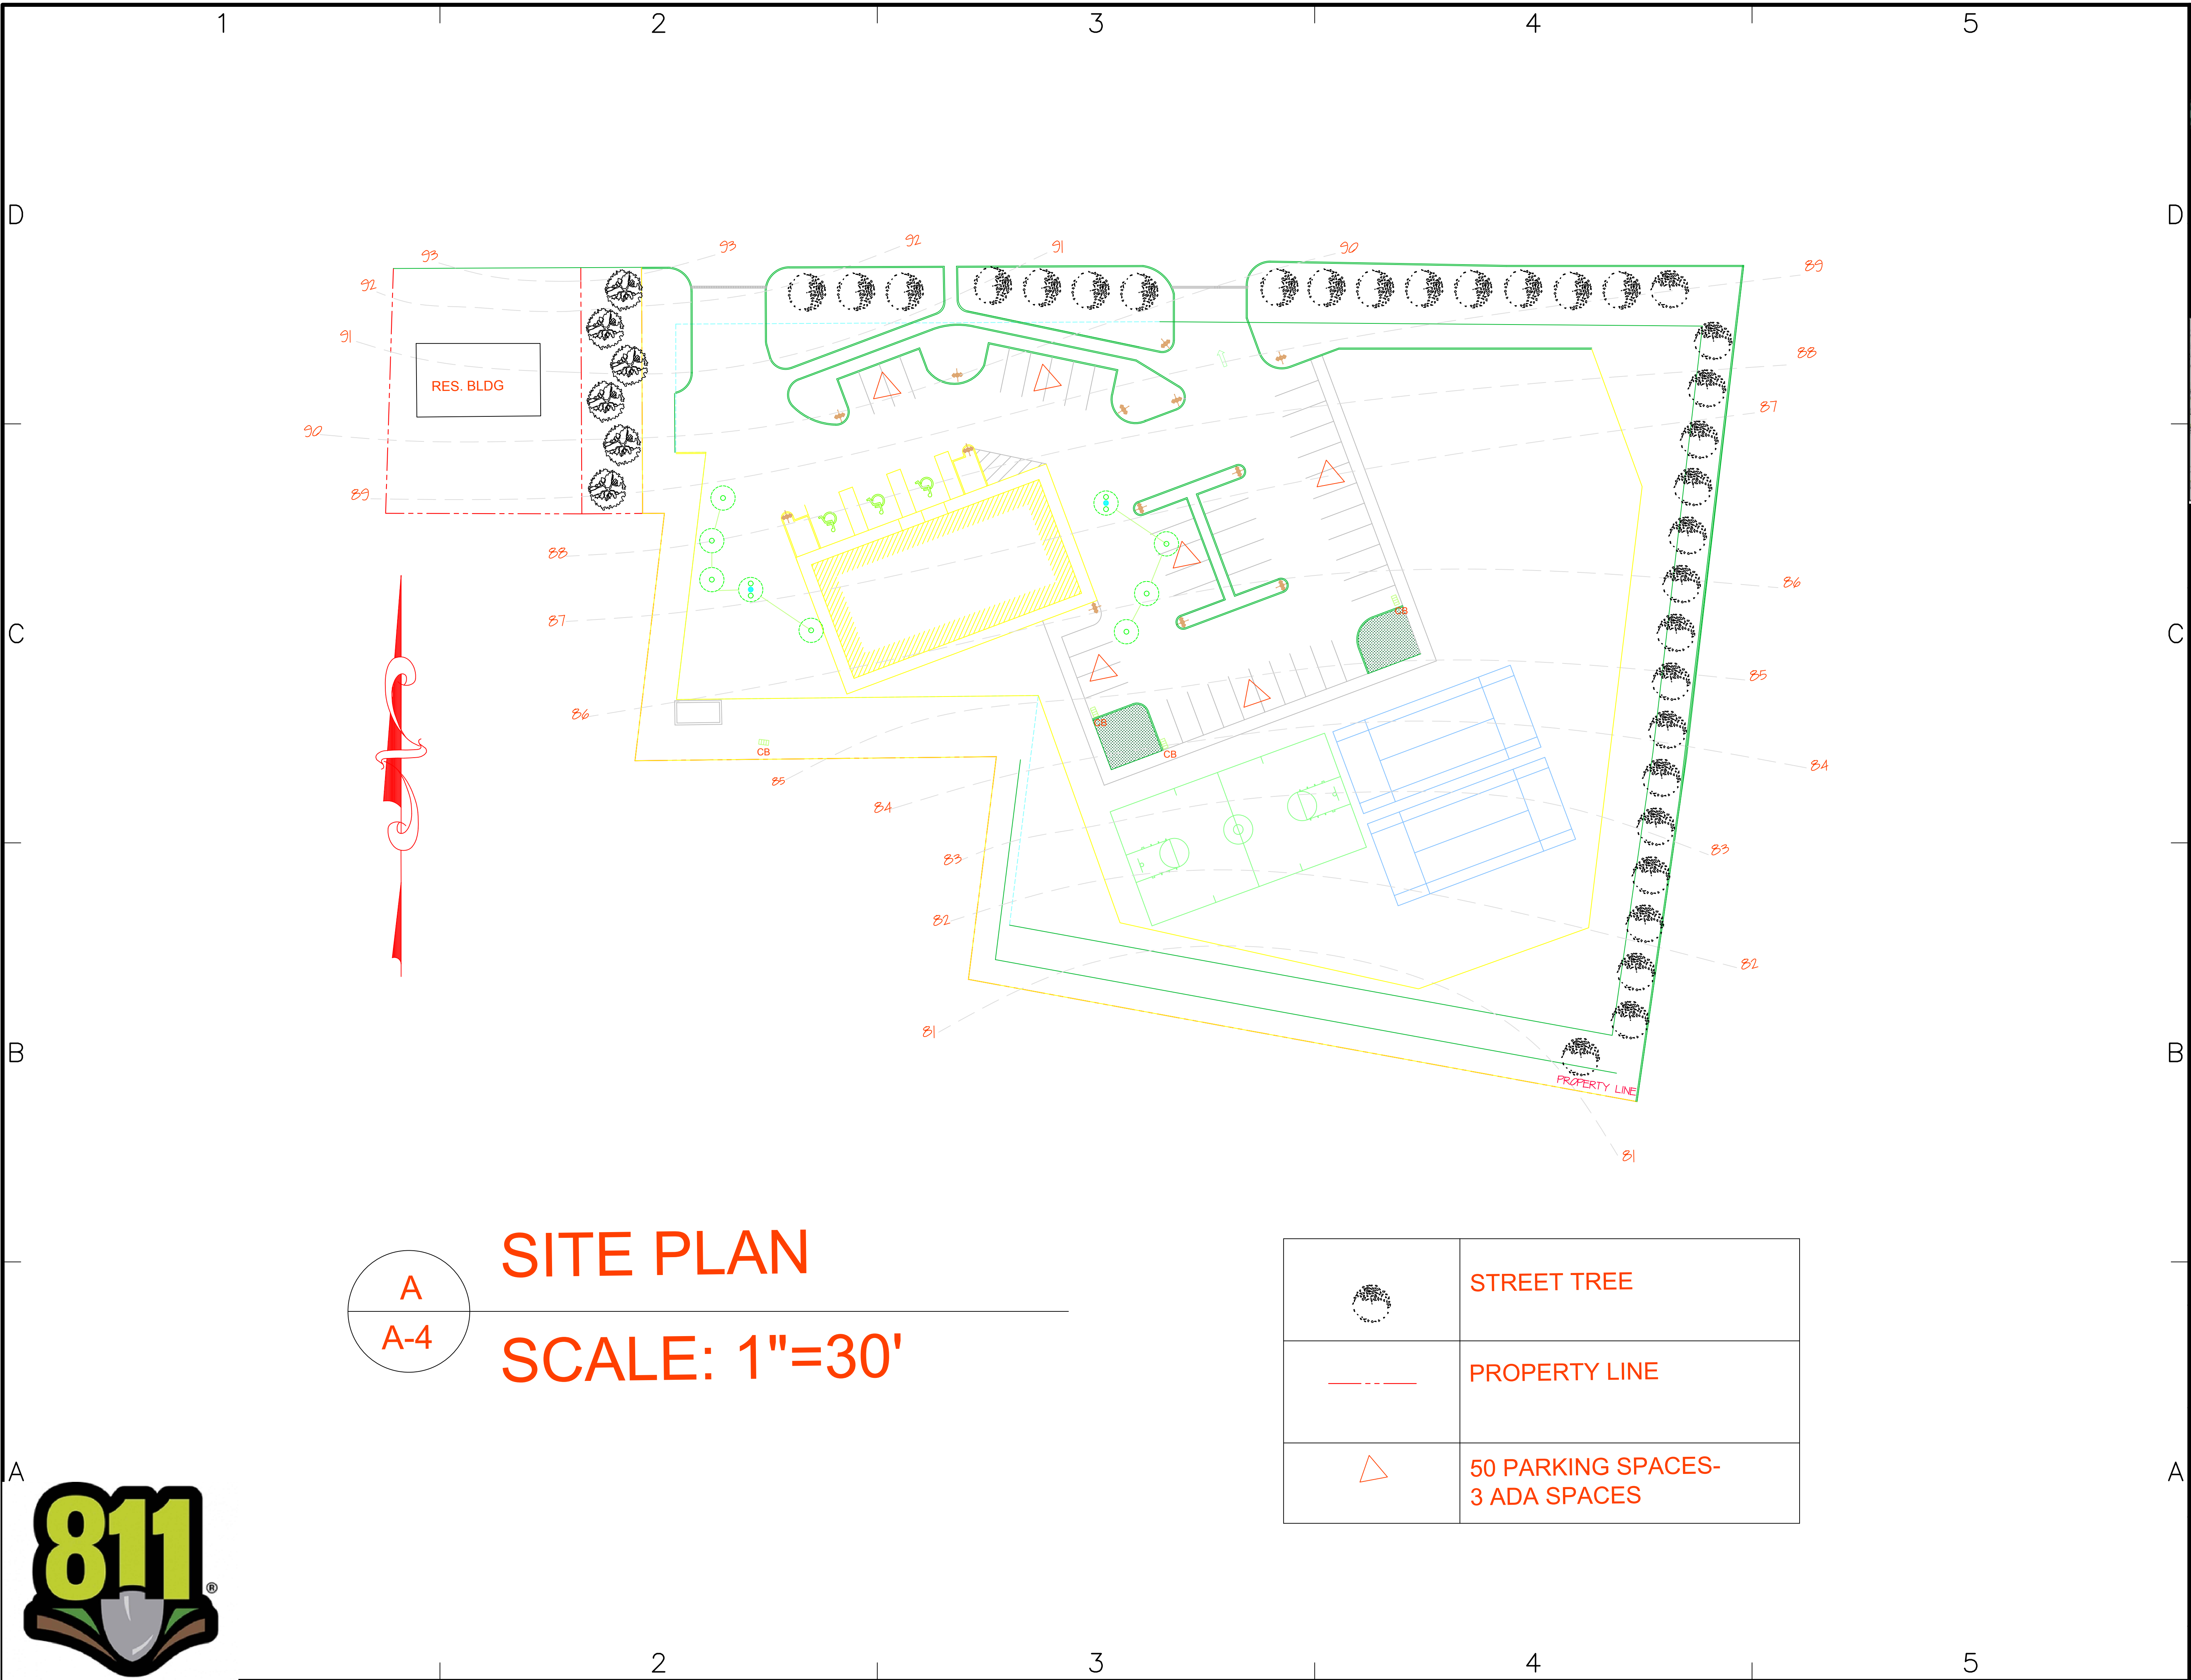 1 2 3 4 5
D D
93 93 92 91 90 89
92
91 88
RES. BLDG
87
90
89
88
86
87
CB
C C
85
86
CB
CB CB
85
84
84
83 83
82
82
81
B B
PROPERTY LINE
81
SITE PLAN
A
A-4
SCALE: 1"=30'
STREET TREE
PROPERTY LINE
50 PARKING SPACES-
3 ADA SPACES
A A
811
®
2 3 4 5